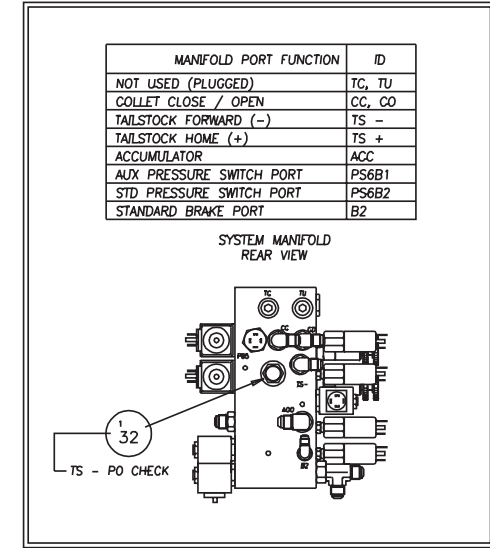 MANIFOLD PORT FUNCTION ID
NOT USED (PLUGGED) TC, TU
COLLET CLOSE / OPEN CC, CO
TAILSTOCK FORWARD (-) TS -
TAILSTOCK HOME (+) TS +
ACCUMULATOR ACC
AUX PRESSURE SWITCH PORT PS6B1
STD PRESSURE SWITCH PORT PS6B2
STANDARD BRAKE PORT B2
SYSTEM MANIFOLD
REAR VIEW
TC TU
CC
TS-
B2
1
32
TS - PO CHECK